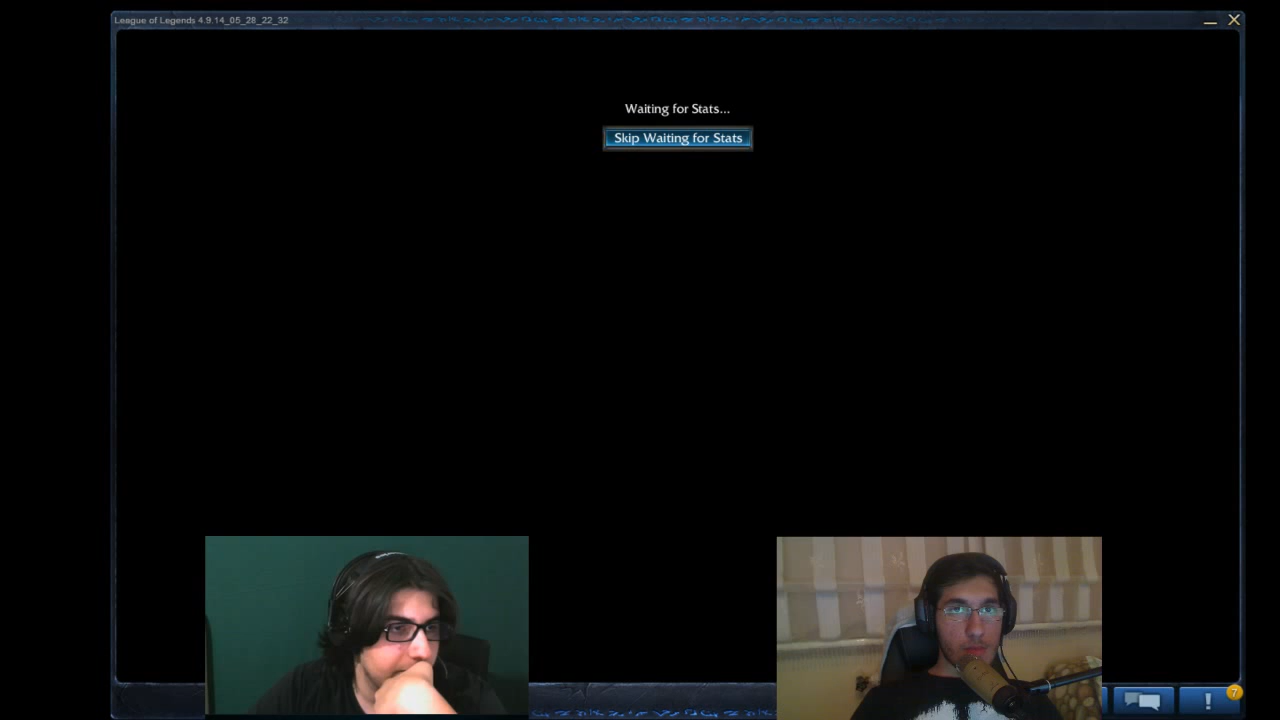 League of Legends 4.9.14_05_28_22_32
Waiting for Stats...
Skip Waiting for Stats
7